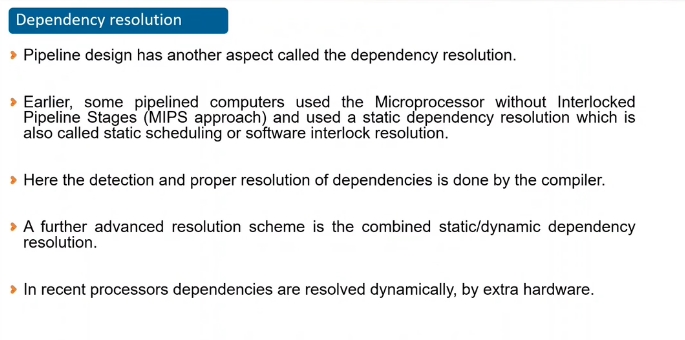 Dependency resolution
Pipeline design has another aspect called the dependency resolution.
Earlier, some pipelined computers used the Microprocessor without Interlocked
Pipeline Stages (MIPS approach) and used a static dependency resolution which is
also called static scheduling or software interlock resolution.
Here the detection and proper resolution of dependencies is done by the compiler.
A further advanced resolution scheme is the combined static/dynamic dependency
resolution.
In recent processors dependencies are resolved dynamically, by extra hardware.